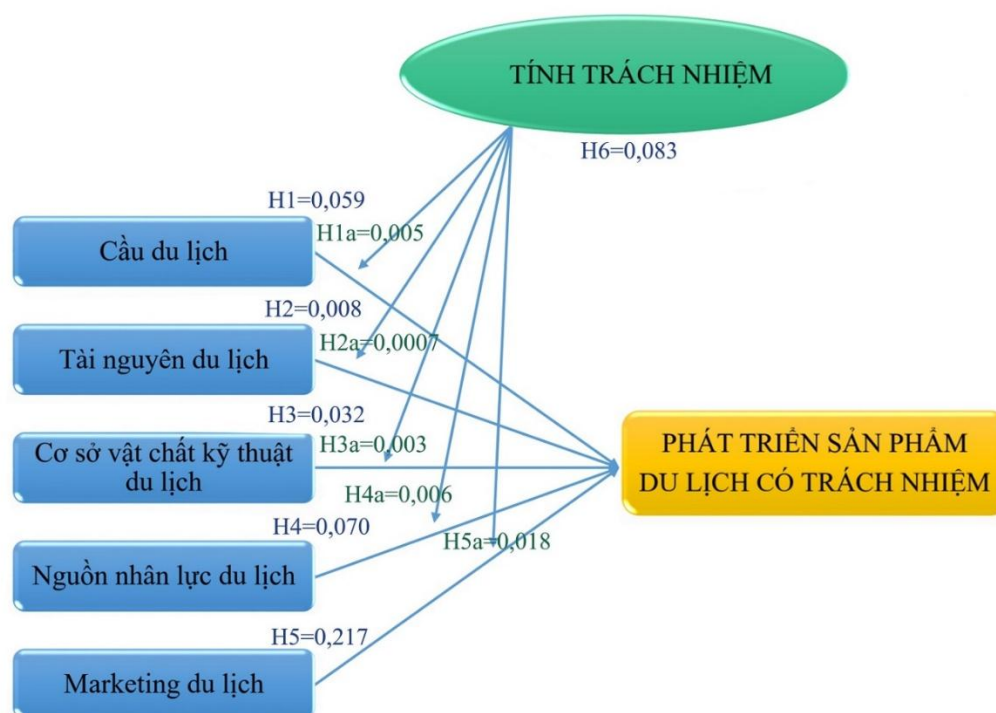 TÍNH TRÁCH NHIỆM
H6=0,083
H1=0,059
Cầu du lịch
H1a=0,005
H2=0,008
Tài nguyên du lịch
H2a=0,0007
H3=0,032
Cơ sở vật chất kỹ thuật
du lịch
H3a=0,003
PHÁT TRIỂN SẢN PHẨM
DU LỊCH CÓ TRÁCH NHIỆM
H4a=0,006
H4=0,070
H5a=0,018
Nguồn nhân lực du lịch
H5=0,217
Marketing du lịch